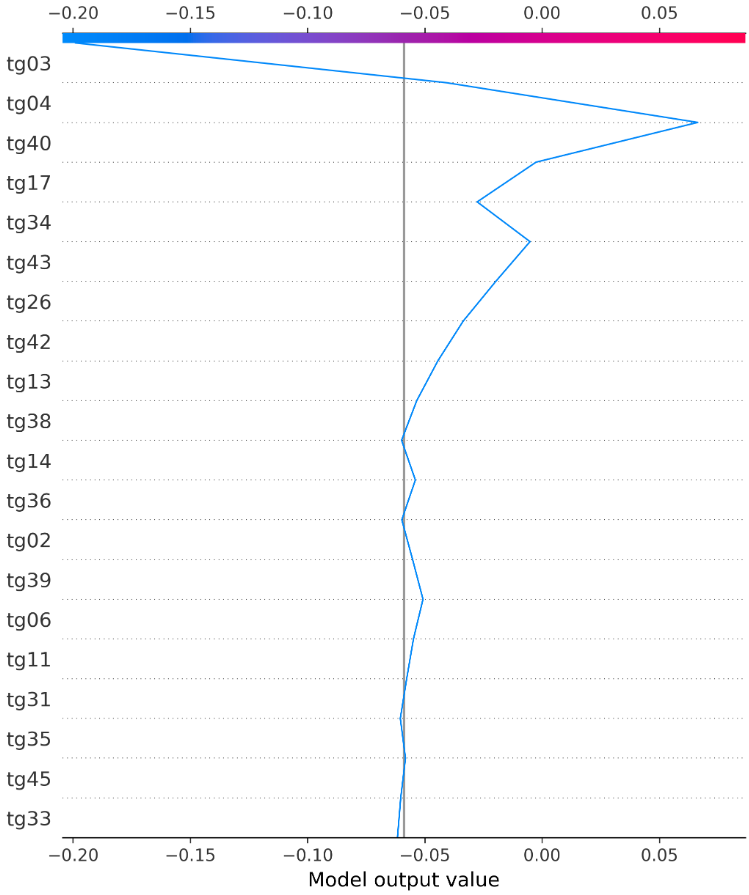 −0.20 −0.15 −0.10 −0.05 0.00 0.05
tg03
tg04
tg40
tg17
tg34
tg43
tg26
tg42
tg13
tg38
tg14
tg36
tg02
tg39
tg06
tg11
tg31
tg35
tg45
tg33
−0.20 −0.15 −0.10 −0.05 0.00 0.05
Model output value